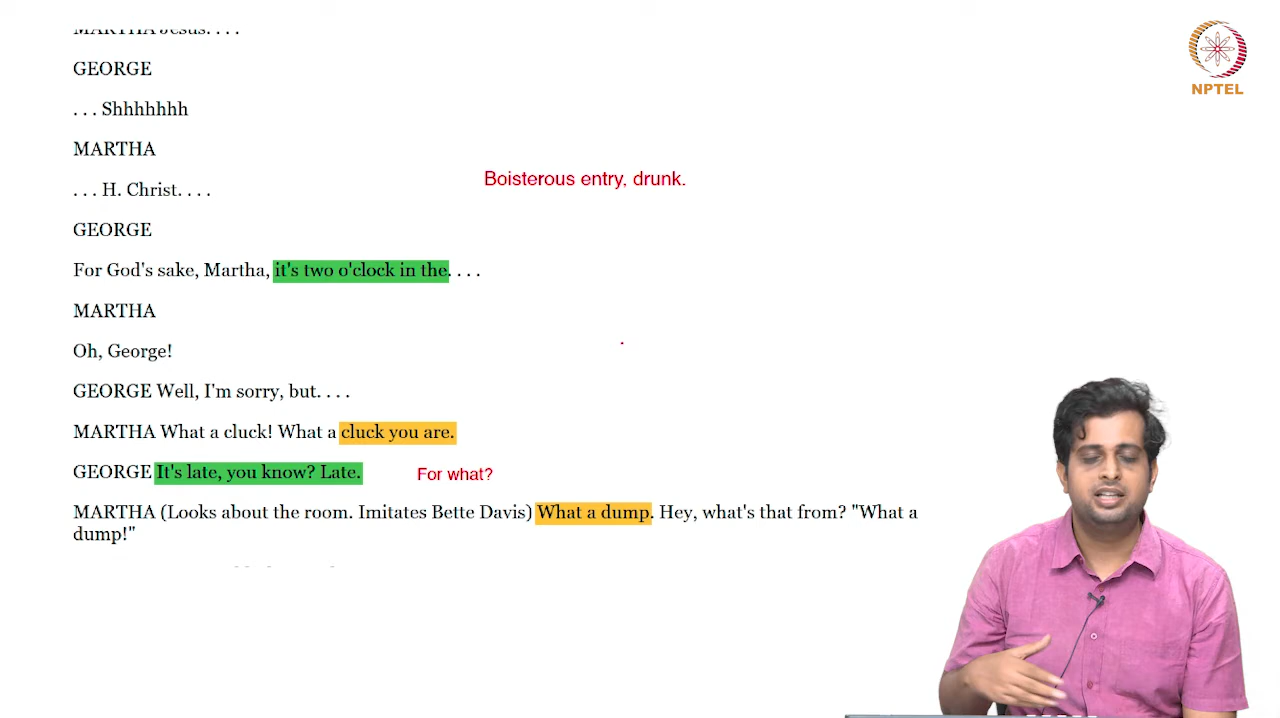 MARTHA Jesus. . . .
GEORGE
. . . Shhhhhhh
MARTHA
. . . H. Christ. . . .
Boisterous entry, drunk.
GEORGE
For God's sake, Martha, it's two o'clock in the. . . .
MARTHA
Oh, George!
GEORGE Well, I'm sorry, but. . . .
MARTHA What a cluck! What a cluck you are.
GEORGE It's late, you know? Late. For what?
MARTHA (Looks about the room. Imitates Bette Davis) What a dump. Hey, what's that from? "What a
dump!"
NPTEL